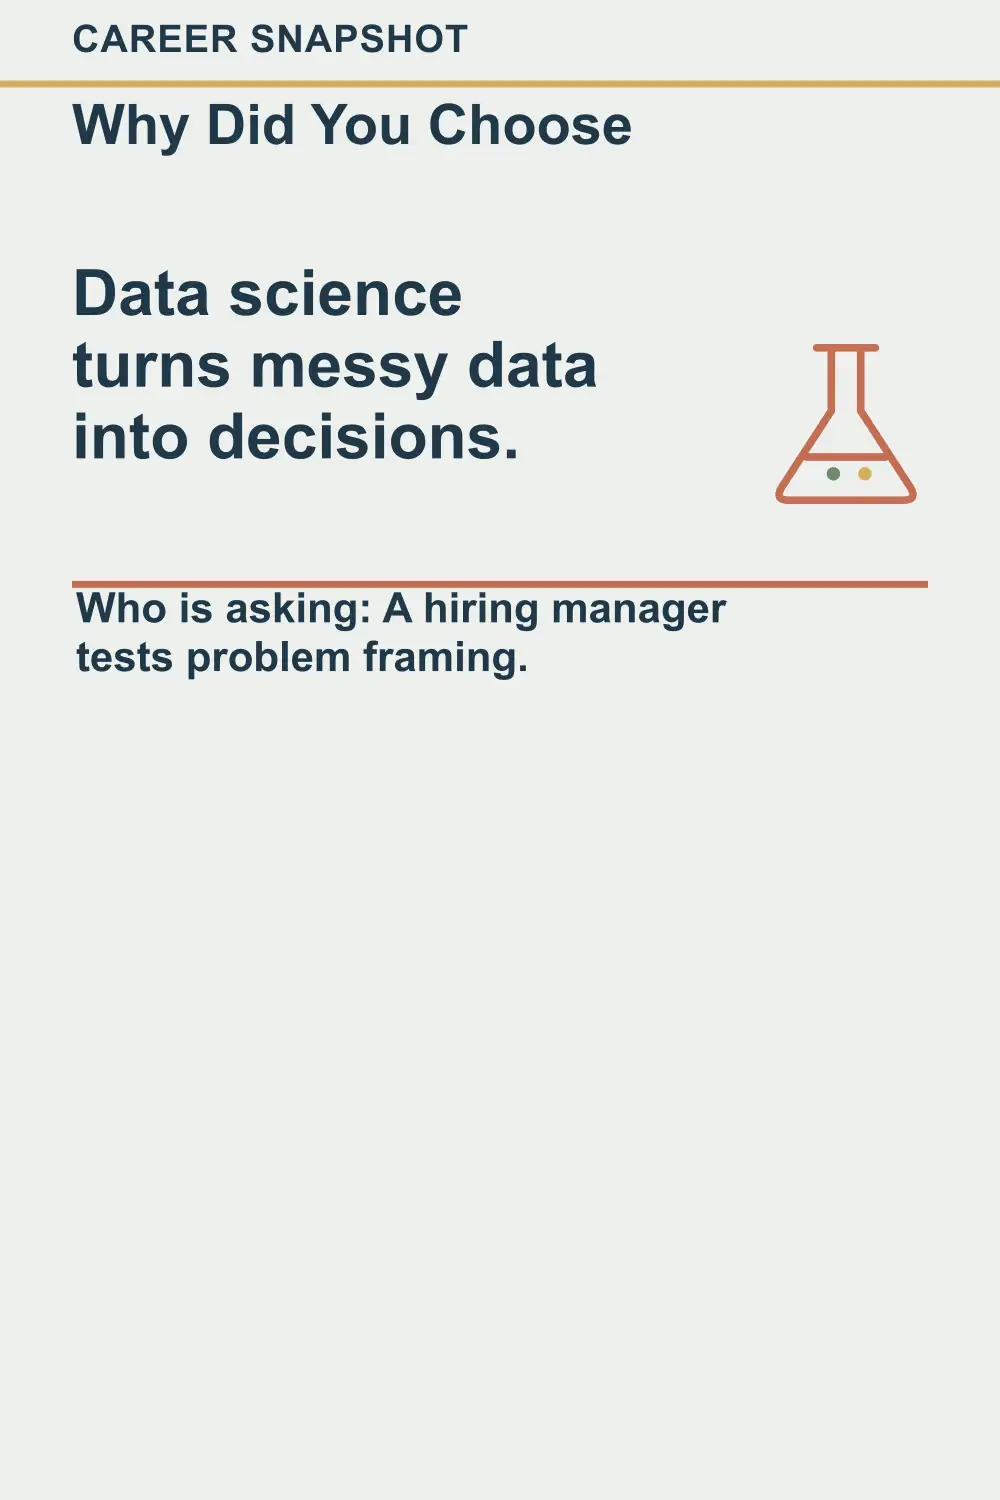 CAREER SNAPSHOT
Why Did You Choose
Data science
turns messy data
into decisions.
Who is asking: A hiring manager
tests problem framing.